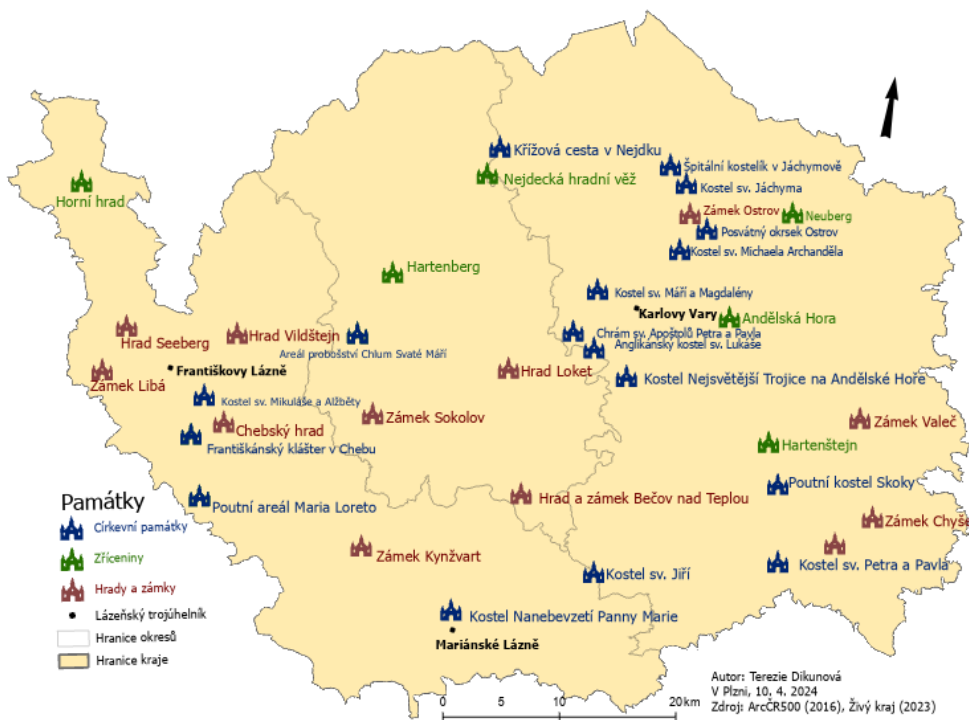 Křížová cesta v Nejdku
Špitální kostelík v Jáchymově
Nejdecká hradní věž
Kostel sv. Jáchyma
Horní hrad
Zámek Ostrov
Neuberg
Posvátný okrsek Ostrov
Kostel sv. Michaela Archanděla
Hartenberg
Kostel sv. Máří a Magdalény
Karlovy Vary
Andělská Hora
Hrad Seeberg
Hrad Vildštejn
Chrám sv. Apoštolů Petra a Pavla
Anglikánský kostel sv. Lukáše
Areál proboštství Chlum Svaté Máří
Františkovy Lázně
Hrad Loket
Zámek Libá
Kostel Nejsvětější Trojice na Andělské Hoře
Kostel sv. Mikuláše a Alžběty
Zámek Sokolov
Zámek Valeč
Chebský hrad
Františkánský klášter v Chebu
Hartenštejn
Poutní kostel Skoky
Hrad a zámek Bečov nad Teplou
Poutní areál Maria Loreto
Zámek Chyše
Zámek Kynžvart
Kostel sv. Petra a Pavla
Kostel sv. Jiří
Kostel Nanebevzetí Panny Marie
Mariánské Lázně
Památky
Církevní památky
Zříceniny
Hrady a zámky
Lázeňský trojúhelník
Hranice okresů
Hranice kraje
0 5 10 20 km
Autor: Terezie Dikunová
V Plzni, 10. 4. 2024
Zdroj: ArcČR500 (2016), Živý kraj (2023)